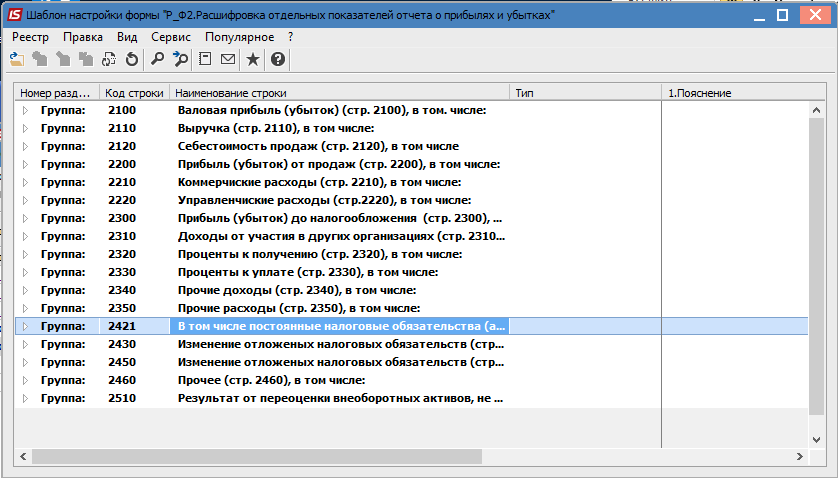 Шаблон настройки формы "Р_Ф2.Расшифровка отдельных показателей отчета о прибылях и убытках"
Реестр Правка Вид Сервис Популярное ?
Номер разд... Код строки Наименование строки Тип 1.Пояснение
Группа: 2100 Валовая прибыль (убыток) (стр. 2100), в том. числе:
Группа: 2110 Выручка (стр. 2110), в том числе:
Группа: 2120 Себестоимость продаж (стр. 2120), в том числе
Группа: 2200 Прибыль (убыток) от продаж (стр. 2200), в том числе:
Группа: 2210 Коммерчиские расходы (стр. 2210), в том числе:
Группа: 2220 Управленчиские расходы (стр.2220), в том числе:
Группа: 2300 Прибыль (убыток) до налогообложения (стр. 2300), ...
Группа: 2310 Доходы от участия в других организациях (стр. 2310...
Группа: 2320 Проценты к получению (стр. 2320), в том числе:
Группа: 2330 Проценты к уплате (стр. 2330), в том числе:
Группа: 2340 Прочие доходы (стр. 2340), в том числе:
Группа: 2350 Прочие расходы (стр. 2350), в том числе:
Группа: 2421 В том числе постоянные налоговые обязательства (а...
Группа: 2430 Изменение отложеных налоговых обязательств (стр...
Группа: 2450 Изменение отложеных налоговых обязательств (стр...
Группа: 2460 Прочее (стр. 2460), в том числе:
Группа: 2510 Результат от переоценки внеоборотных активов, не ...